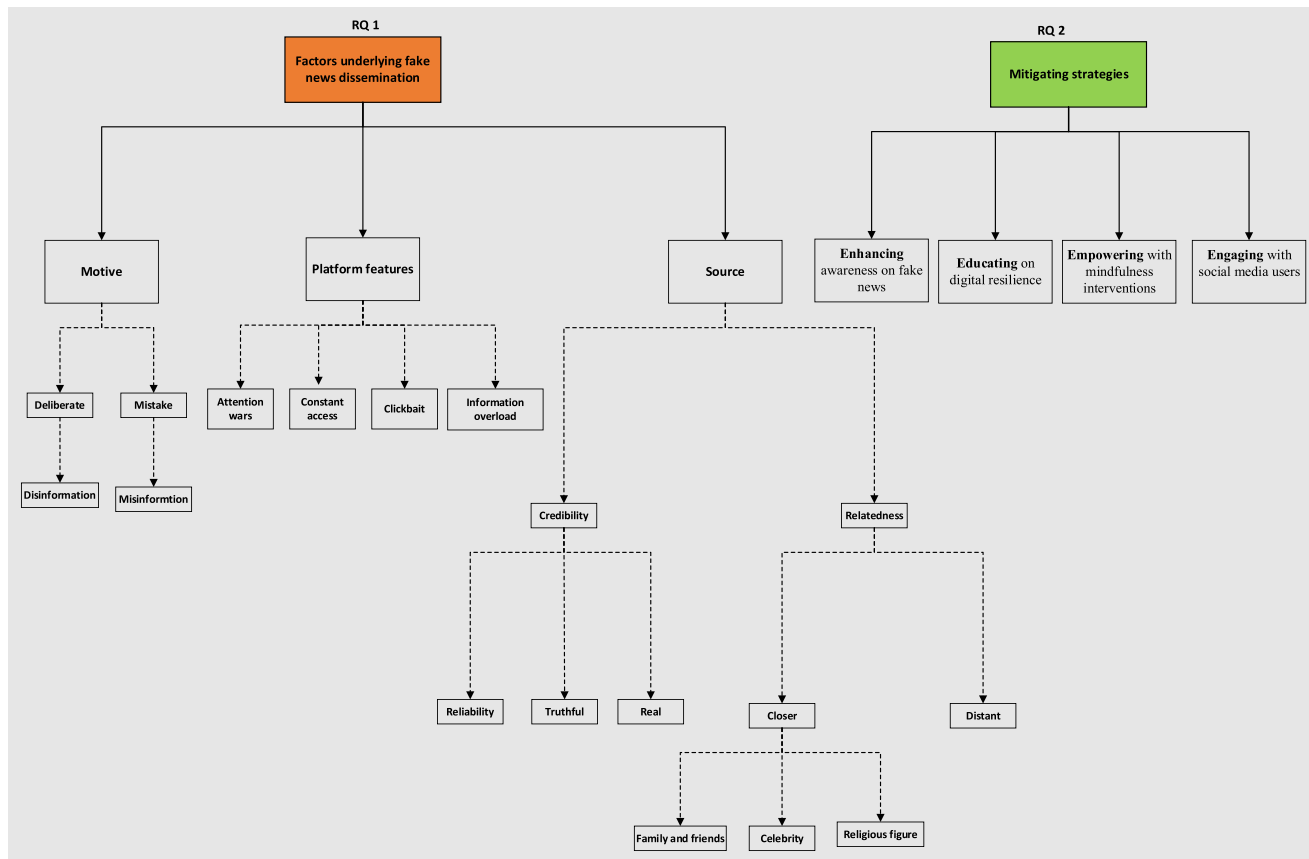 RQ 1
Factors underlying fake
news dissemination
RQ 2
Mitigating strategies
Motive
Platform features
Source
Enhancing
awareness on fake
news
Educating on
digital resilience
Empowering with
mindfulness
interventions
Engaging with
social media users
Deliberate
Mistake
Attention
wars
Constant
access
Clickbait
Information
overload
Disinformation
Misinformtion
Credibility
Relatedness
Reliability
Truthful
Real
Closer
Distant
Family and friends
Celebrity
Religious figure